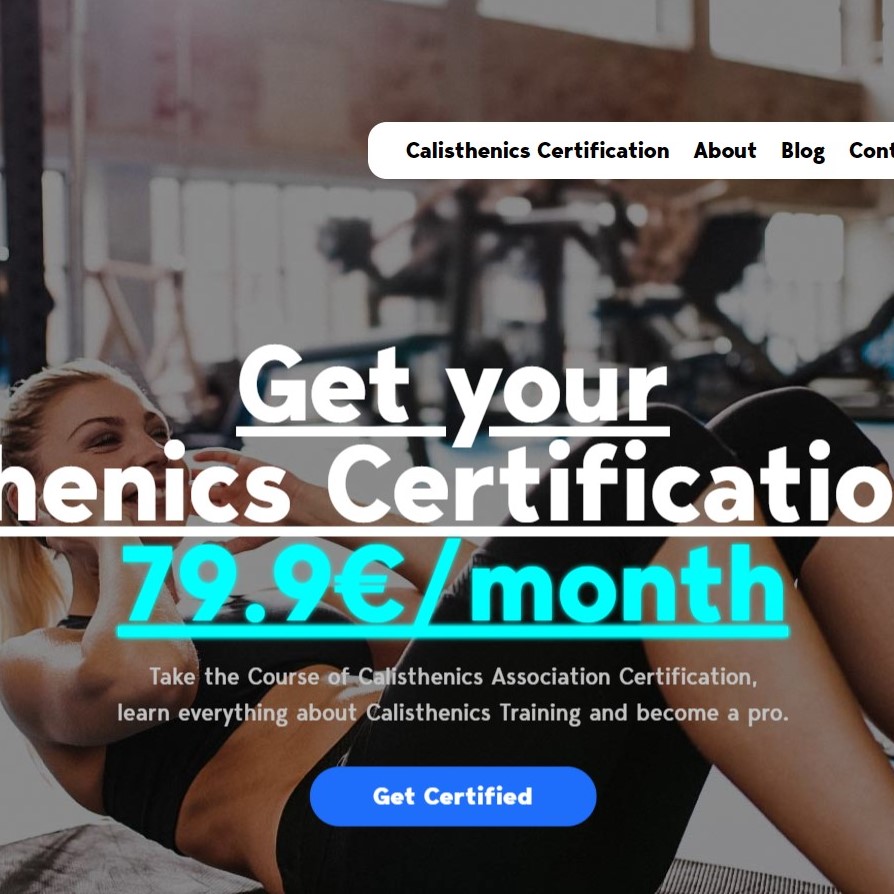 Calisthenics Certification About Blog Cont
Get your
henics Certificatio
79.9€/month
Take the Course of Calisthenics Association Certification,
learn everything about Calisthenics Training and become a pro.
Get Certified